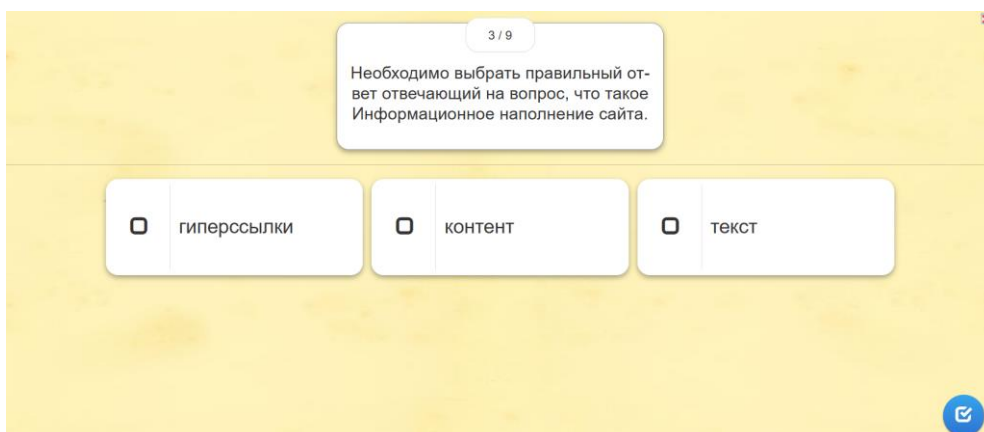 3 / 9
Необходимо выбрать правильный от-
вет отвечающий на вопрос, что такое
Информационное наполнение сайта.
гиперссылки
контент
текст